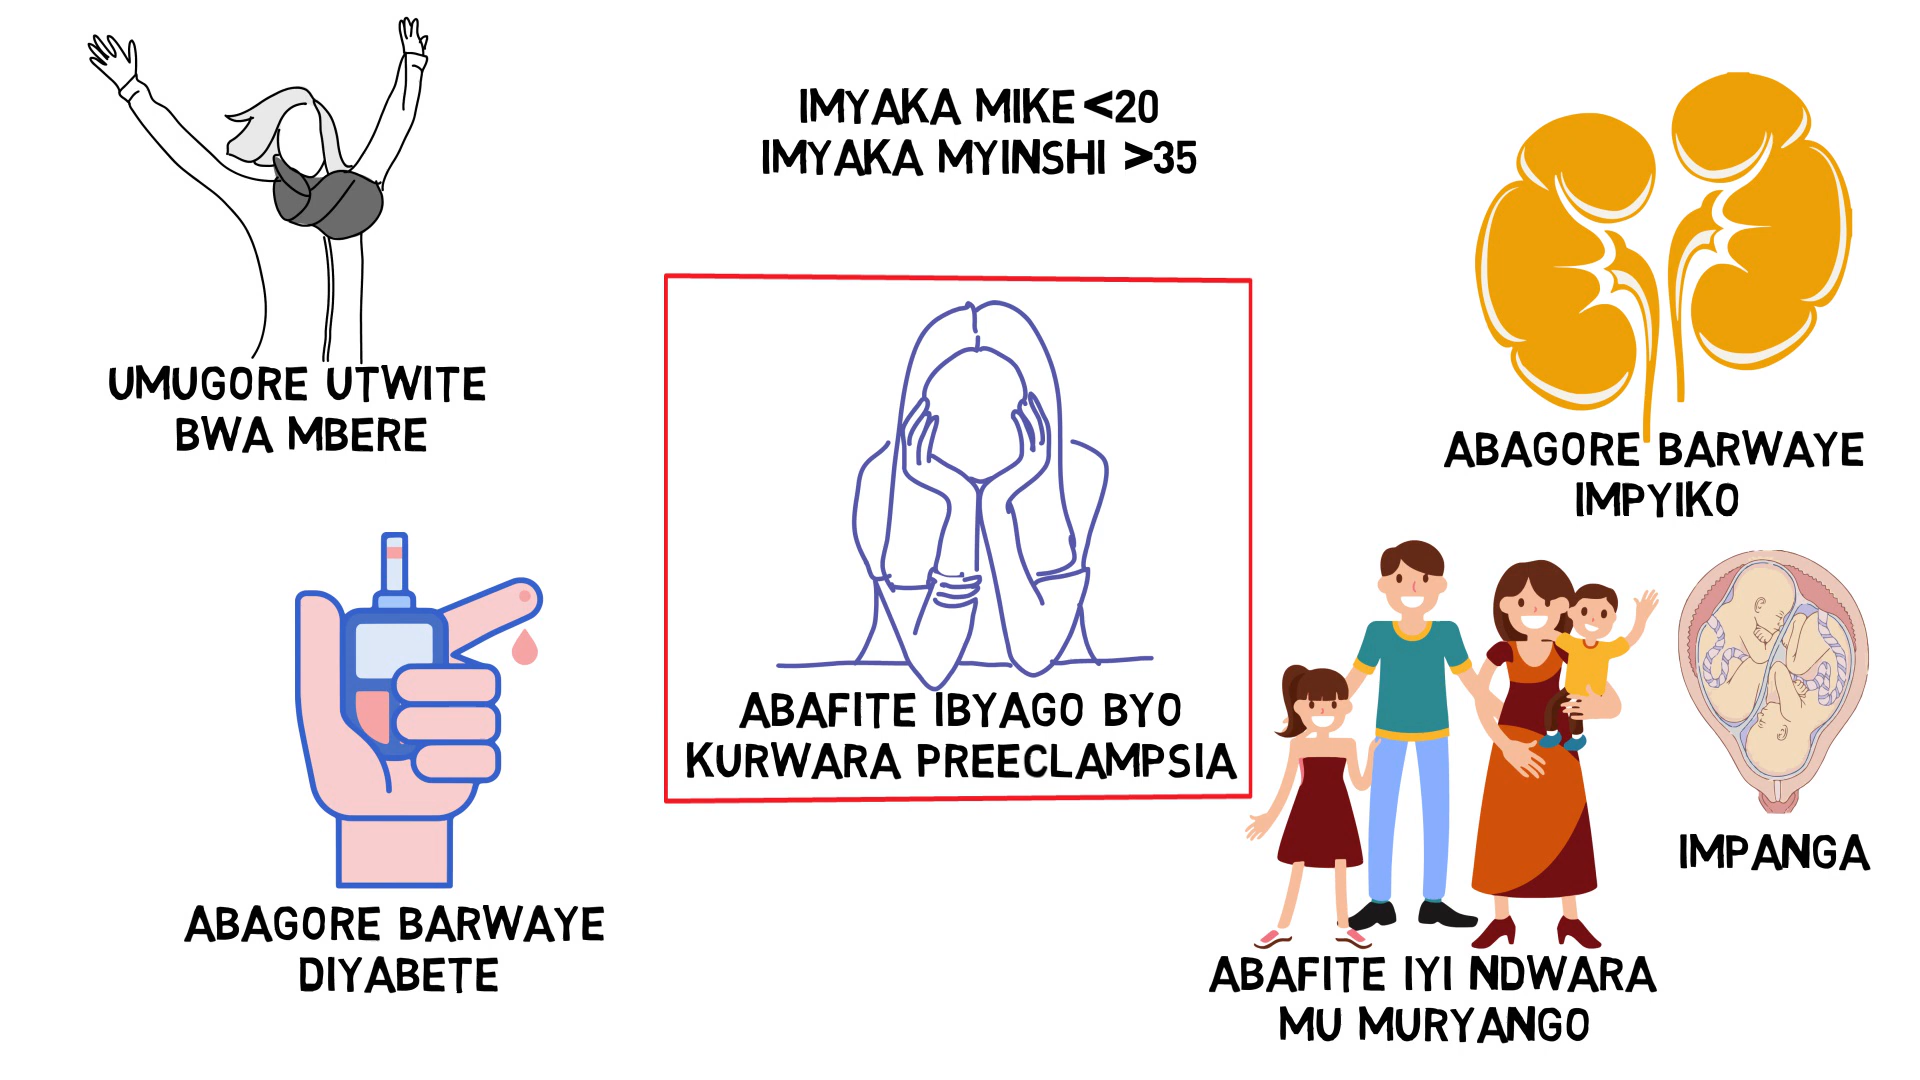 IMYAKA MIKE <20
IMYAKA MYINSHI >35
UMUGORE UTWITE
BWA MBERE
ABAGORE BARWAYE
IMPYIKO
ABAFITE IBYAGO BYO
KURWARA PREECLAMPSIA
IMPANGA
ABAGORE BARWAYE
DIYABETE
ABAFITE IYI NDWARA
MU MURYANGO